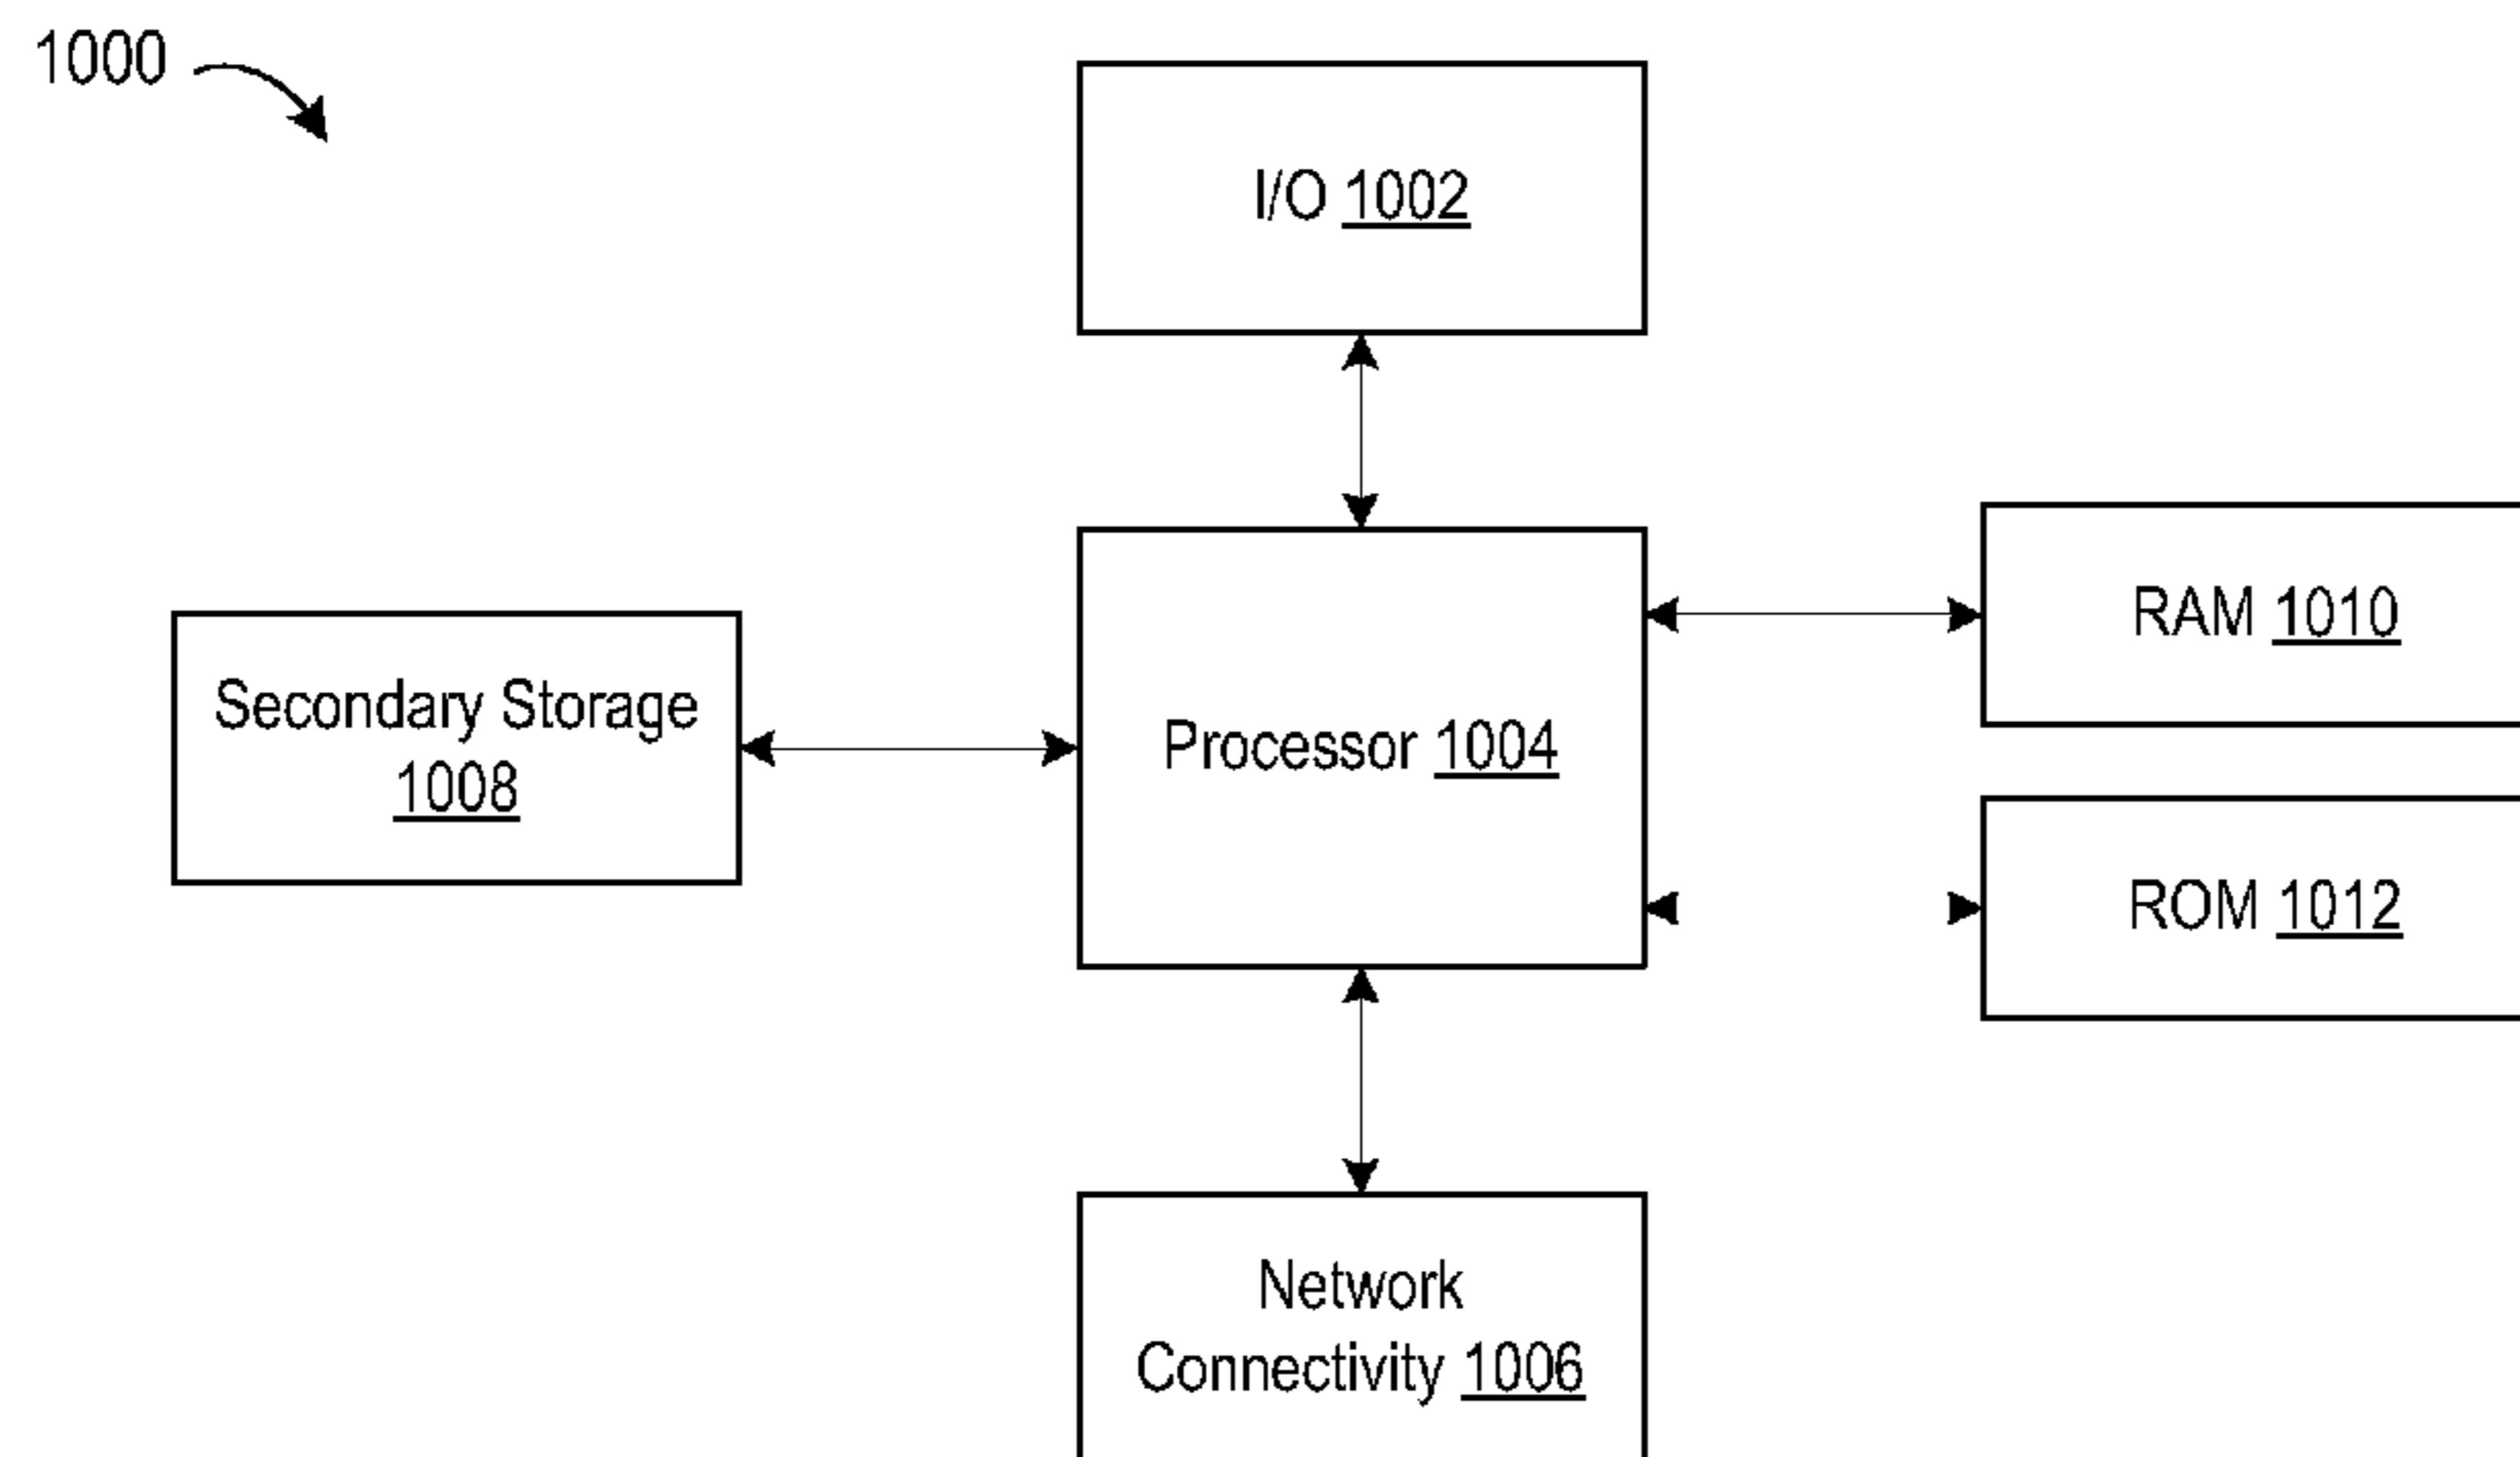 1000
I/O 1002
RAM 1010
Secondary Storage
1008
Processor 1004
ROM 1012
Network
Connectivity 1006